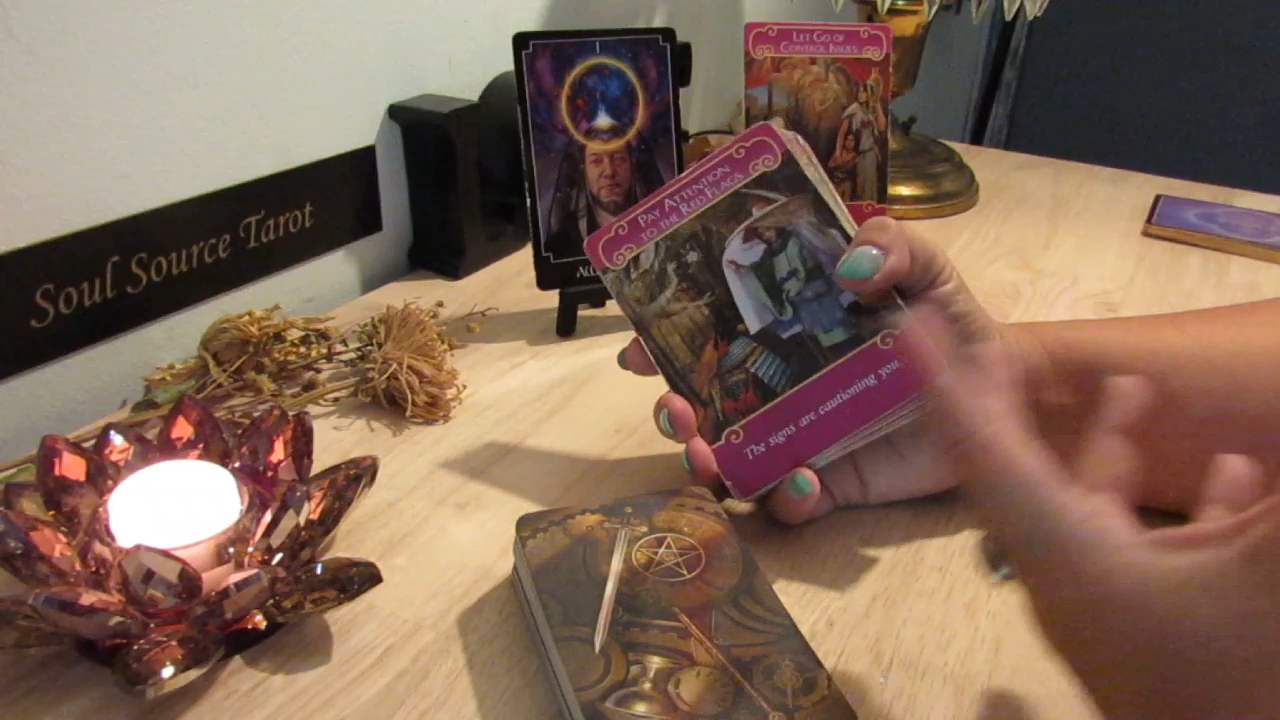 Soul Source Tarot
I
LET GO OF
CONTROL ISSUES
PAY ATTENTION
TO THE RED FLAGS
The signs are cautioning you.